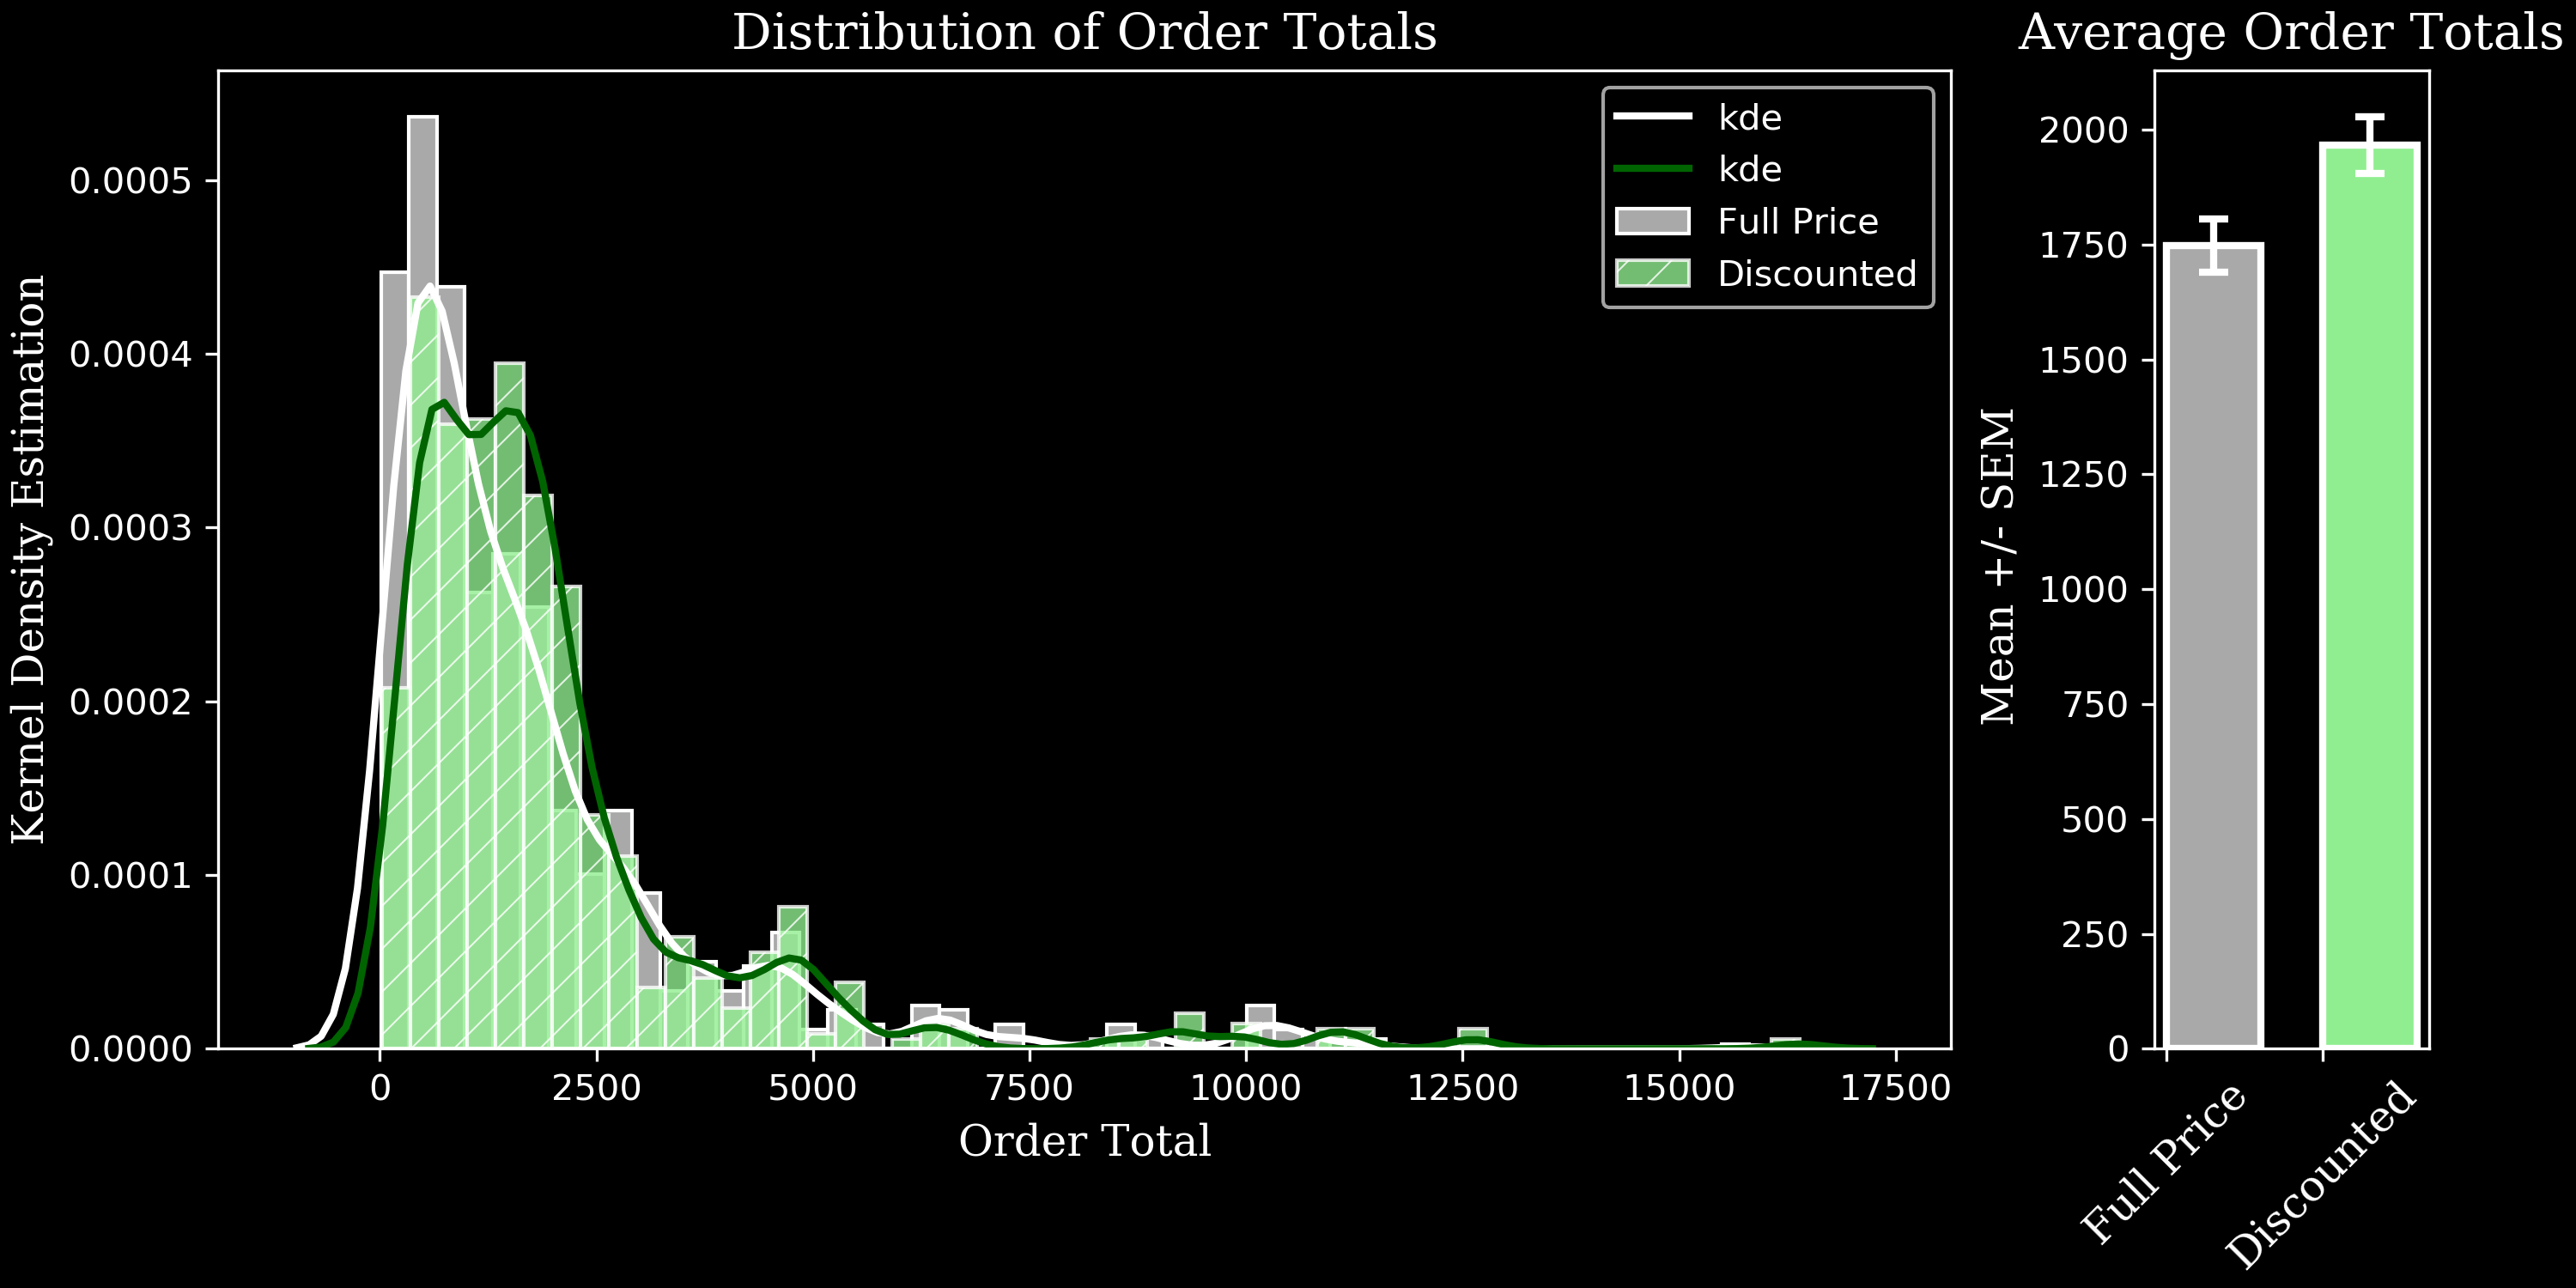 Distribution of Order Totals
Kernel Density Estimation
0.0005
0.0004
0.0003
0.0002
0.0001
0.0000
kde
kde
Full Price
Discounted
0
2500
5000
7500
10000
12500
15000
17500
Order Total
Average Order Totals
Mean +/- SEM
2000
1750
1500
1250
1000
750
500
250
0
Full Price
Discounted